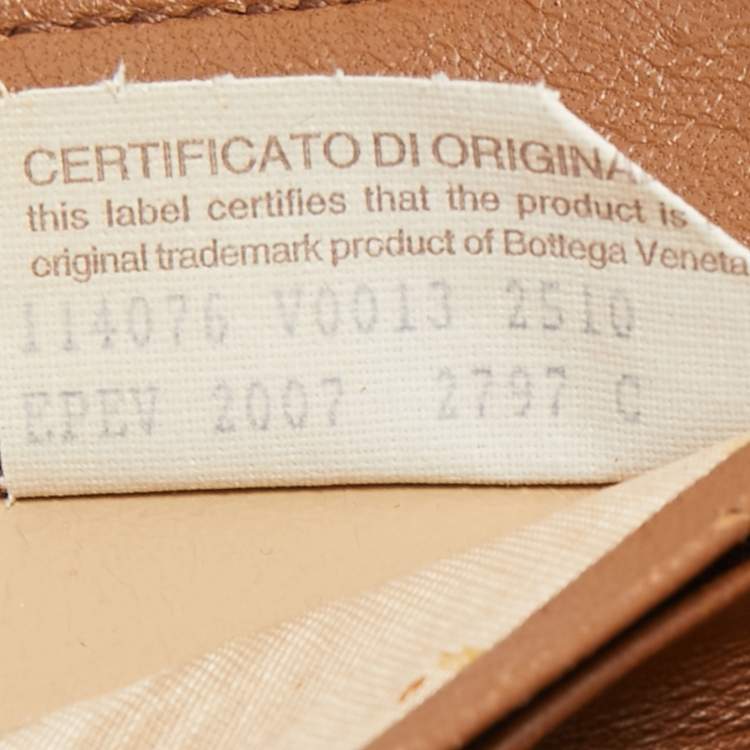 CERTIFICATO DI ORIGINA
this label certifies that the product is
original trademark product of Bottega Veneta
114076 V0013 2510
EPEV 2007 2797 C